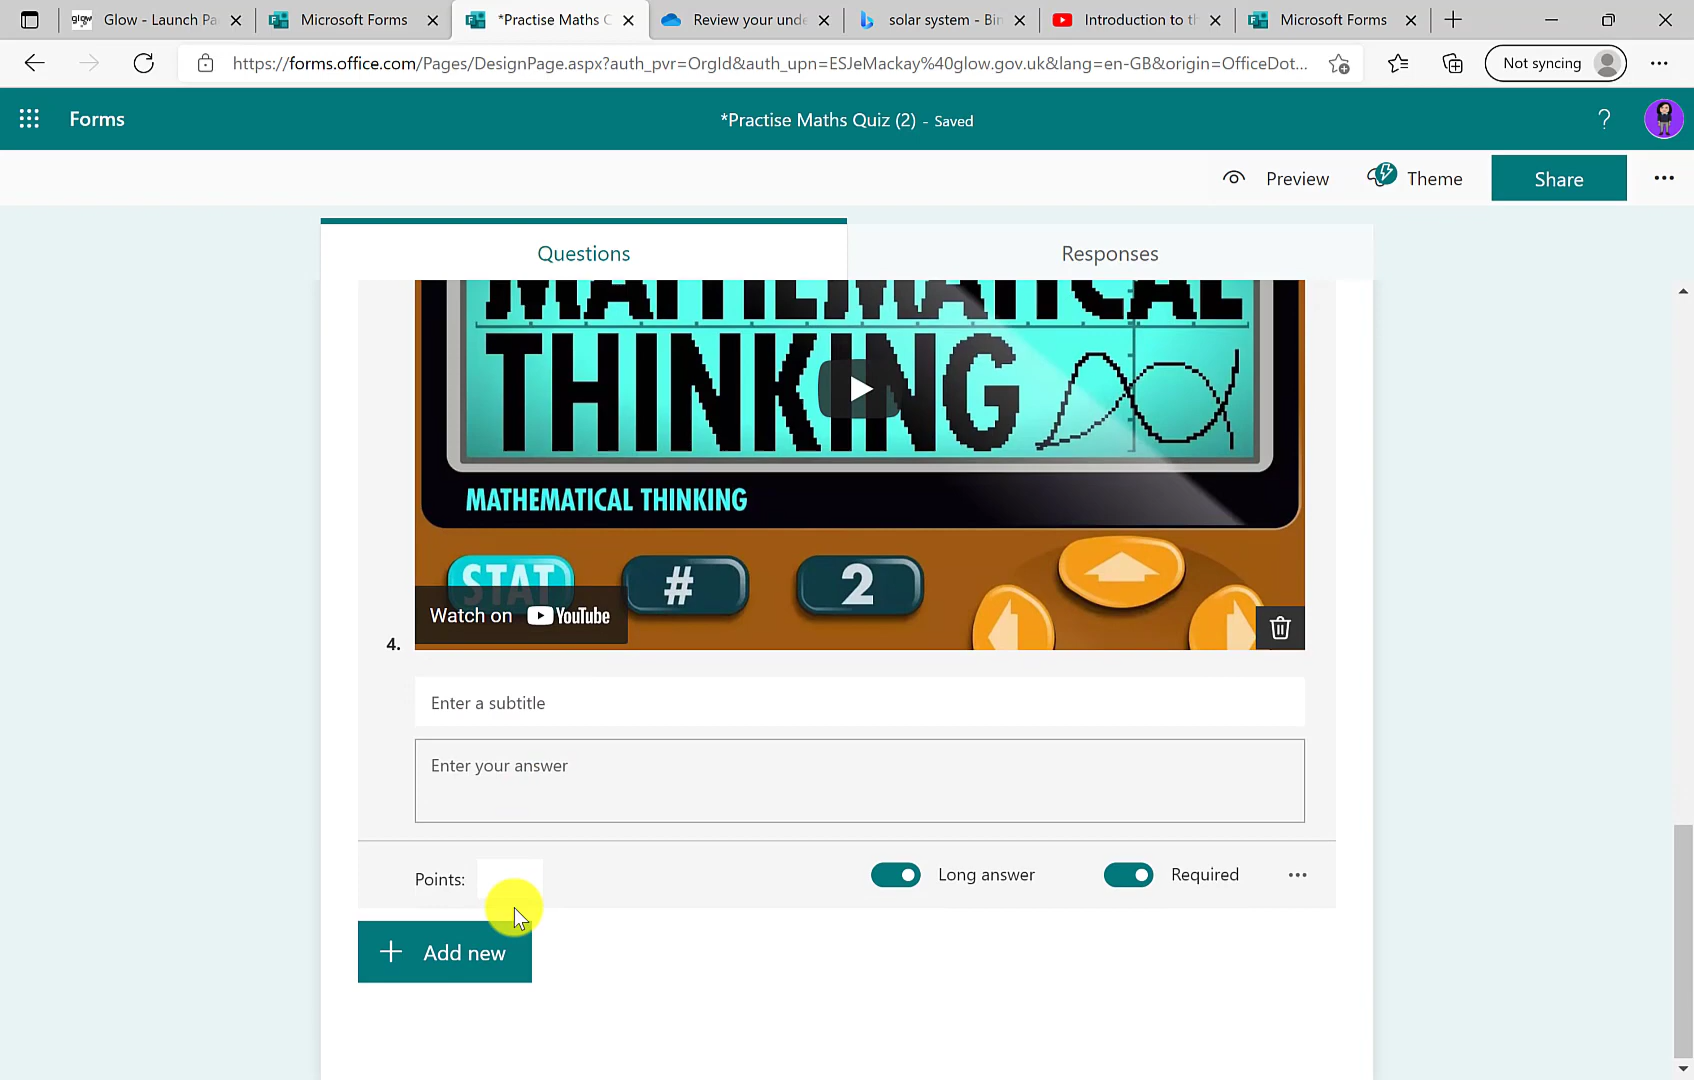 glow Glow - Launch Pa
Microsoft Forms
*Practise Maths
Review your unde
solar system - Bin
Introduction to th
Microsoft Forms
https://forms.office.com/Pages/DesignPage.aspx?auth_pvr=OrgId&auth_upn=ESJeMackay%40glow.gov.uk&lang=en-GB&origin=OfficeDot...
Not syncing
Forms
*Practise Maths Quiz (2) - Saved
?
Preview
Theme
Share
Questions
Responses
MATHEMATICAL
THINKING
MATHEMATICAL THINKING
STAT
#
2
Watch on YouTube
4.
Enter a subtitle
Enter your answer
Points:
Long answer
Required
+ Add new